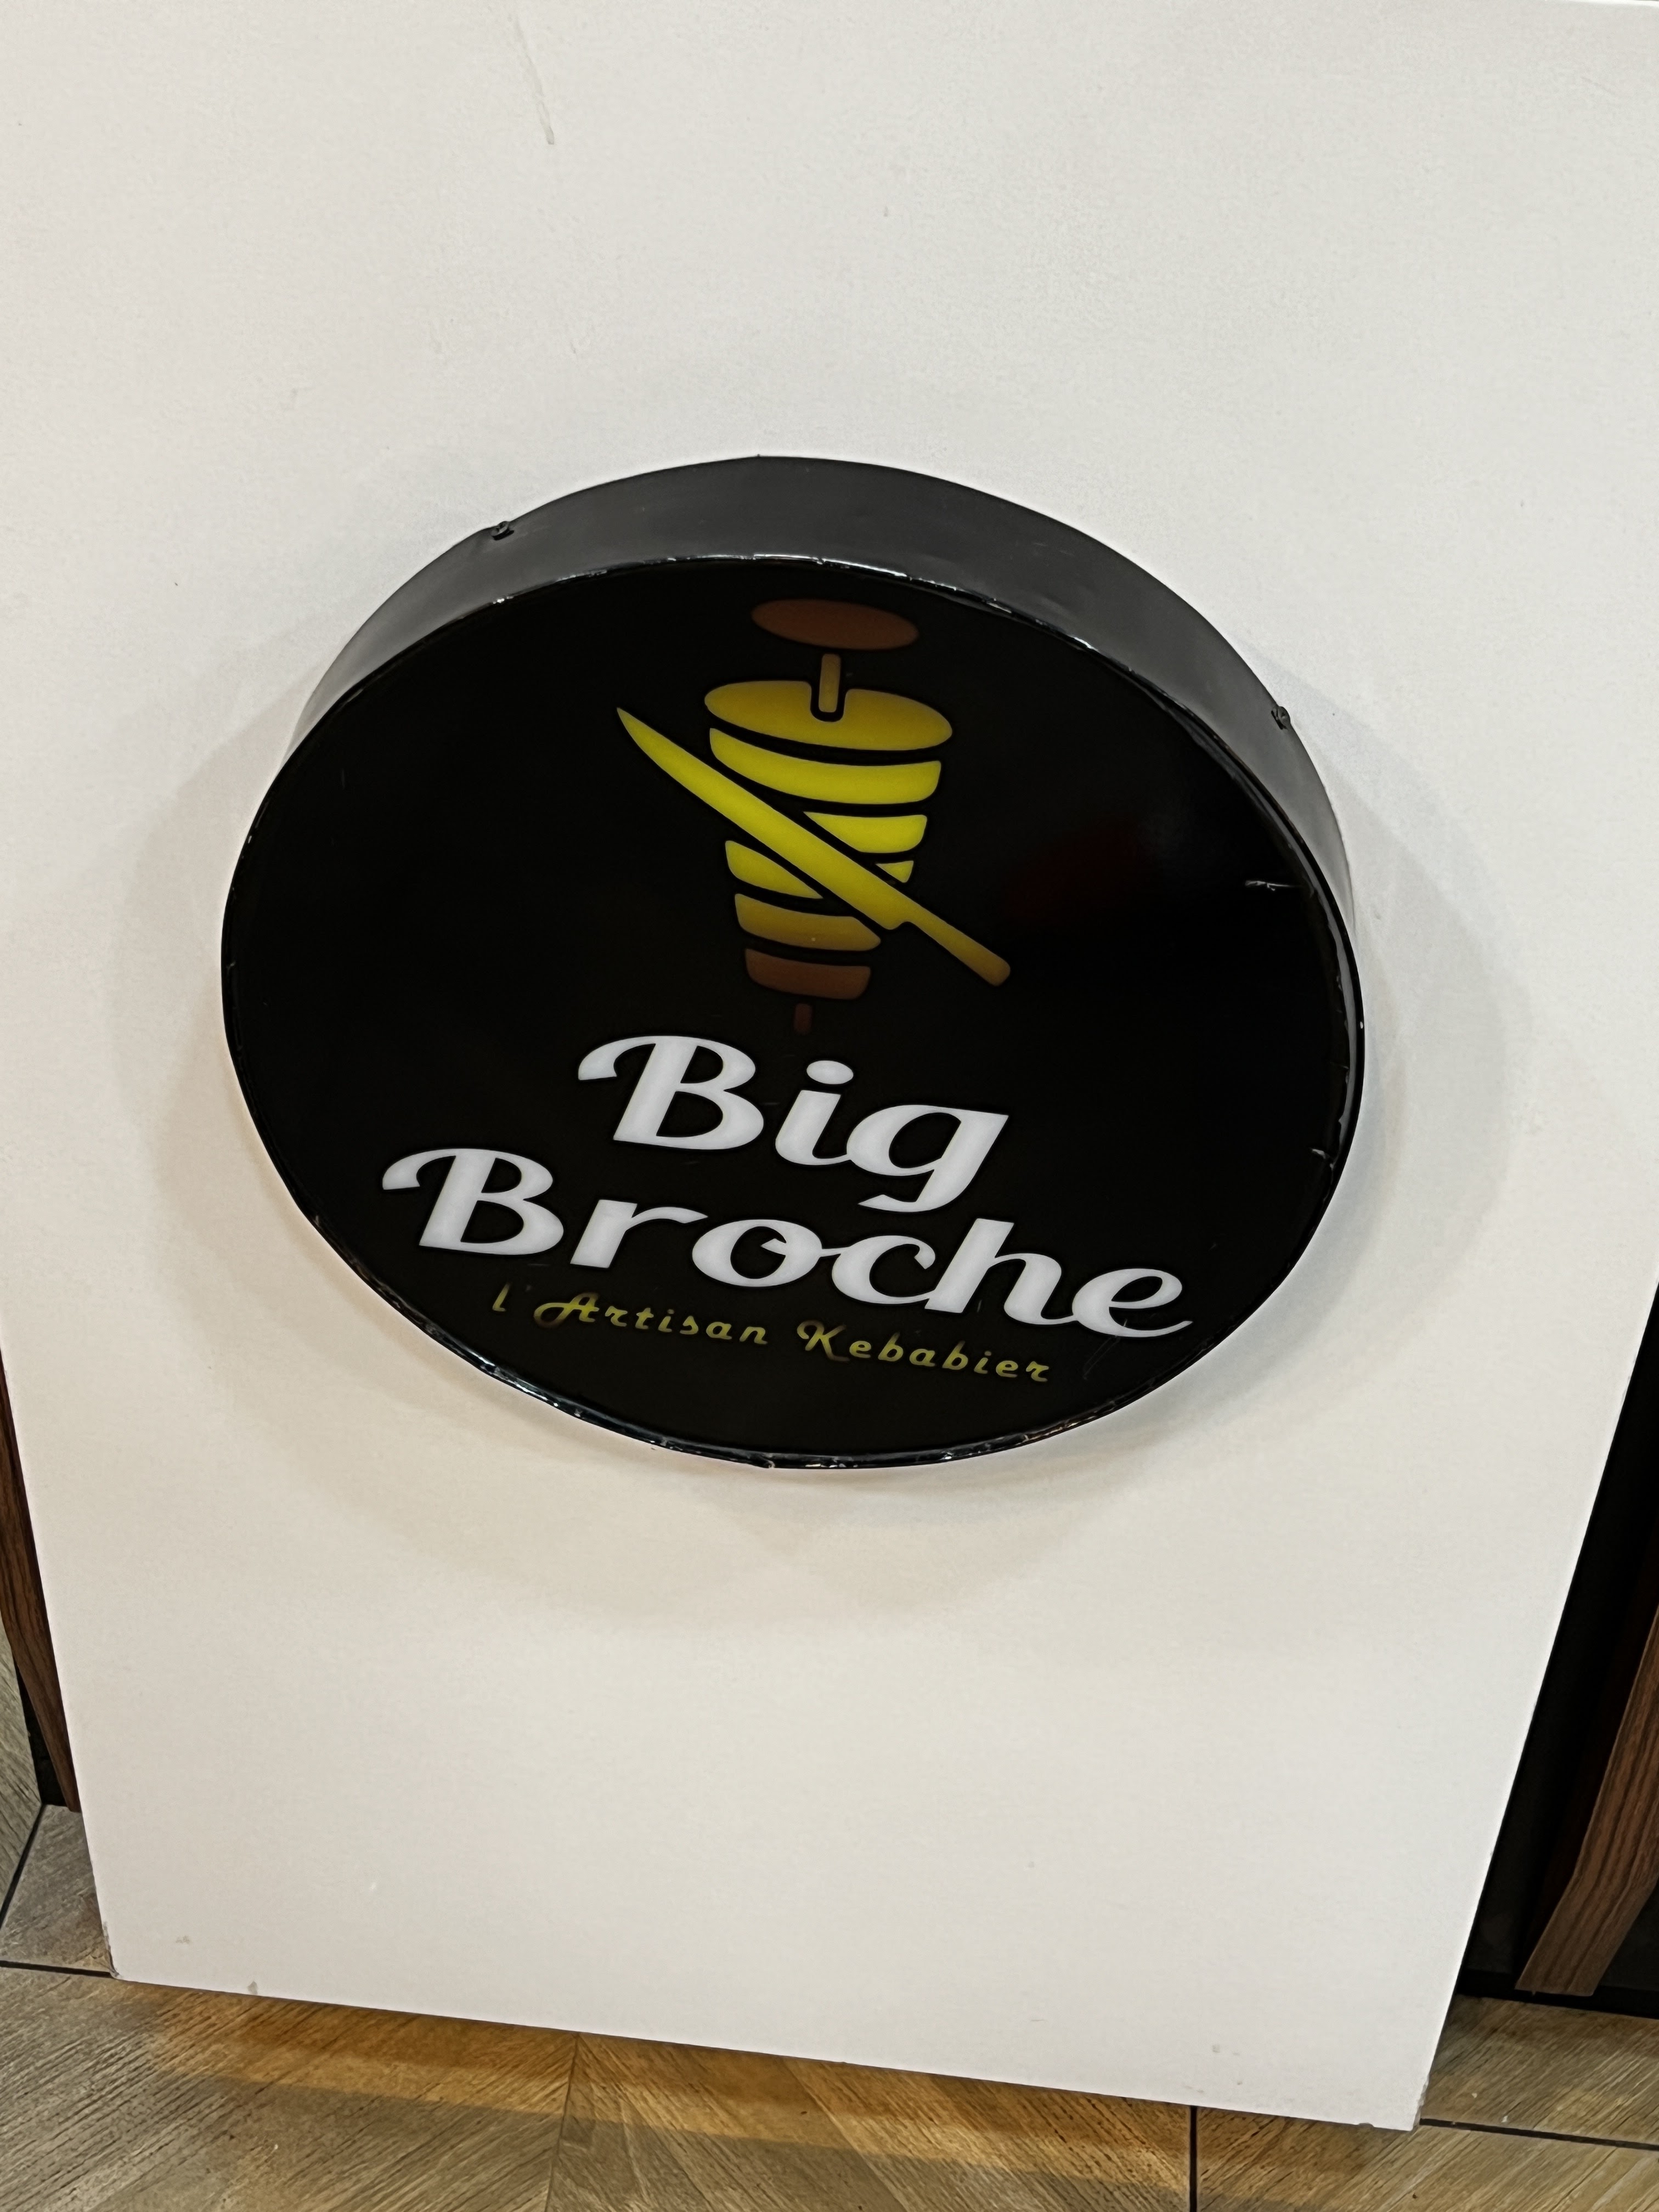 Big
Broche
L'Artisan Kebabier